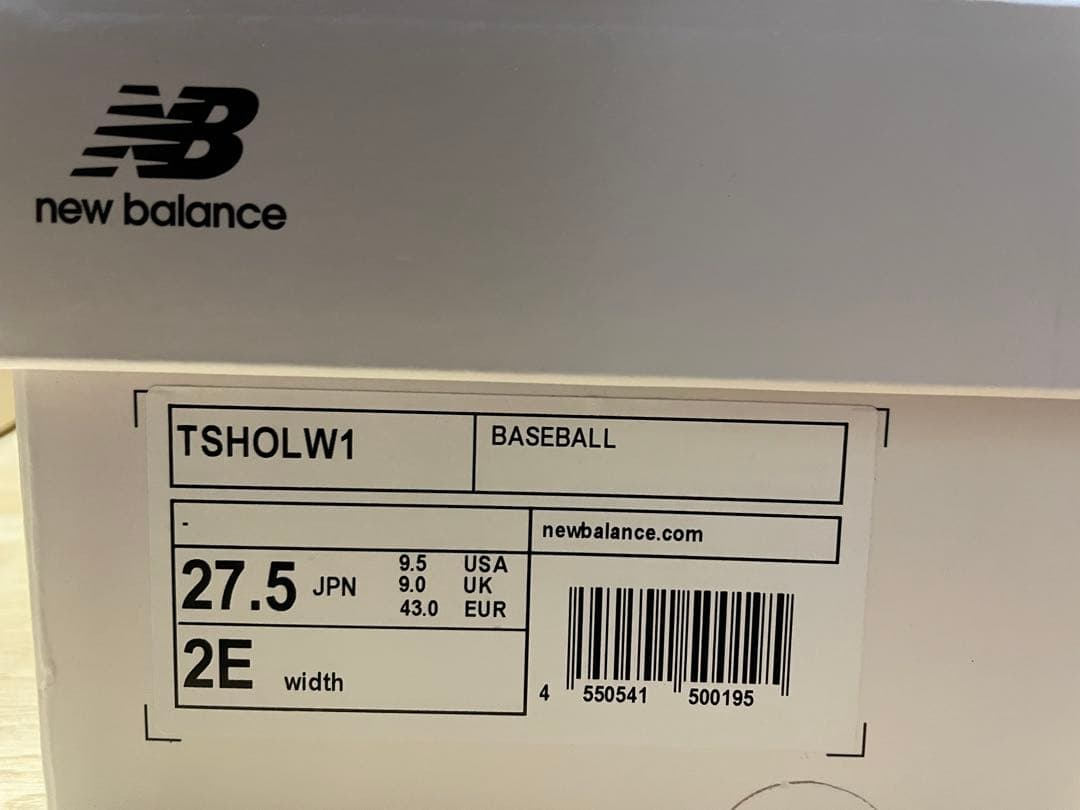 NB
new balance
TSHOLW1
BASEBALL
-
newbalance.com
27.5 JPN
9.5 USA
9.0 UK
43.0 EUR
2E width
4 550541 500195